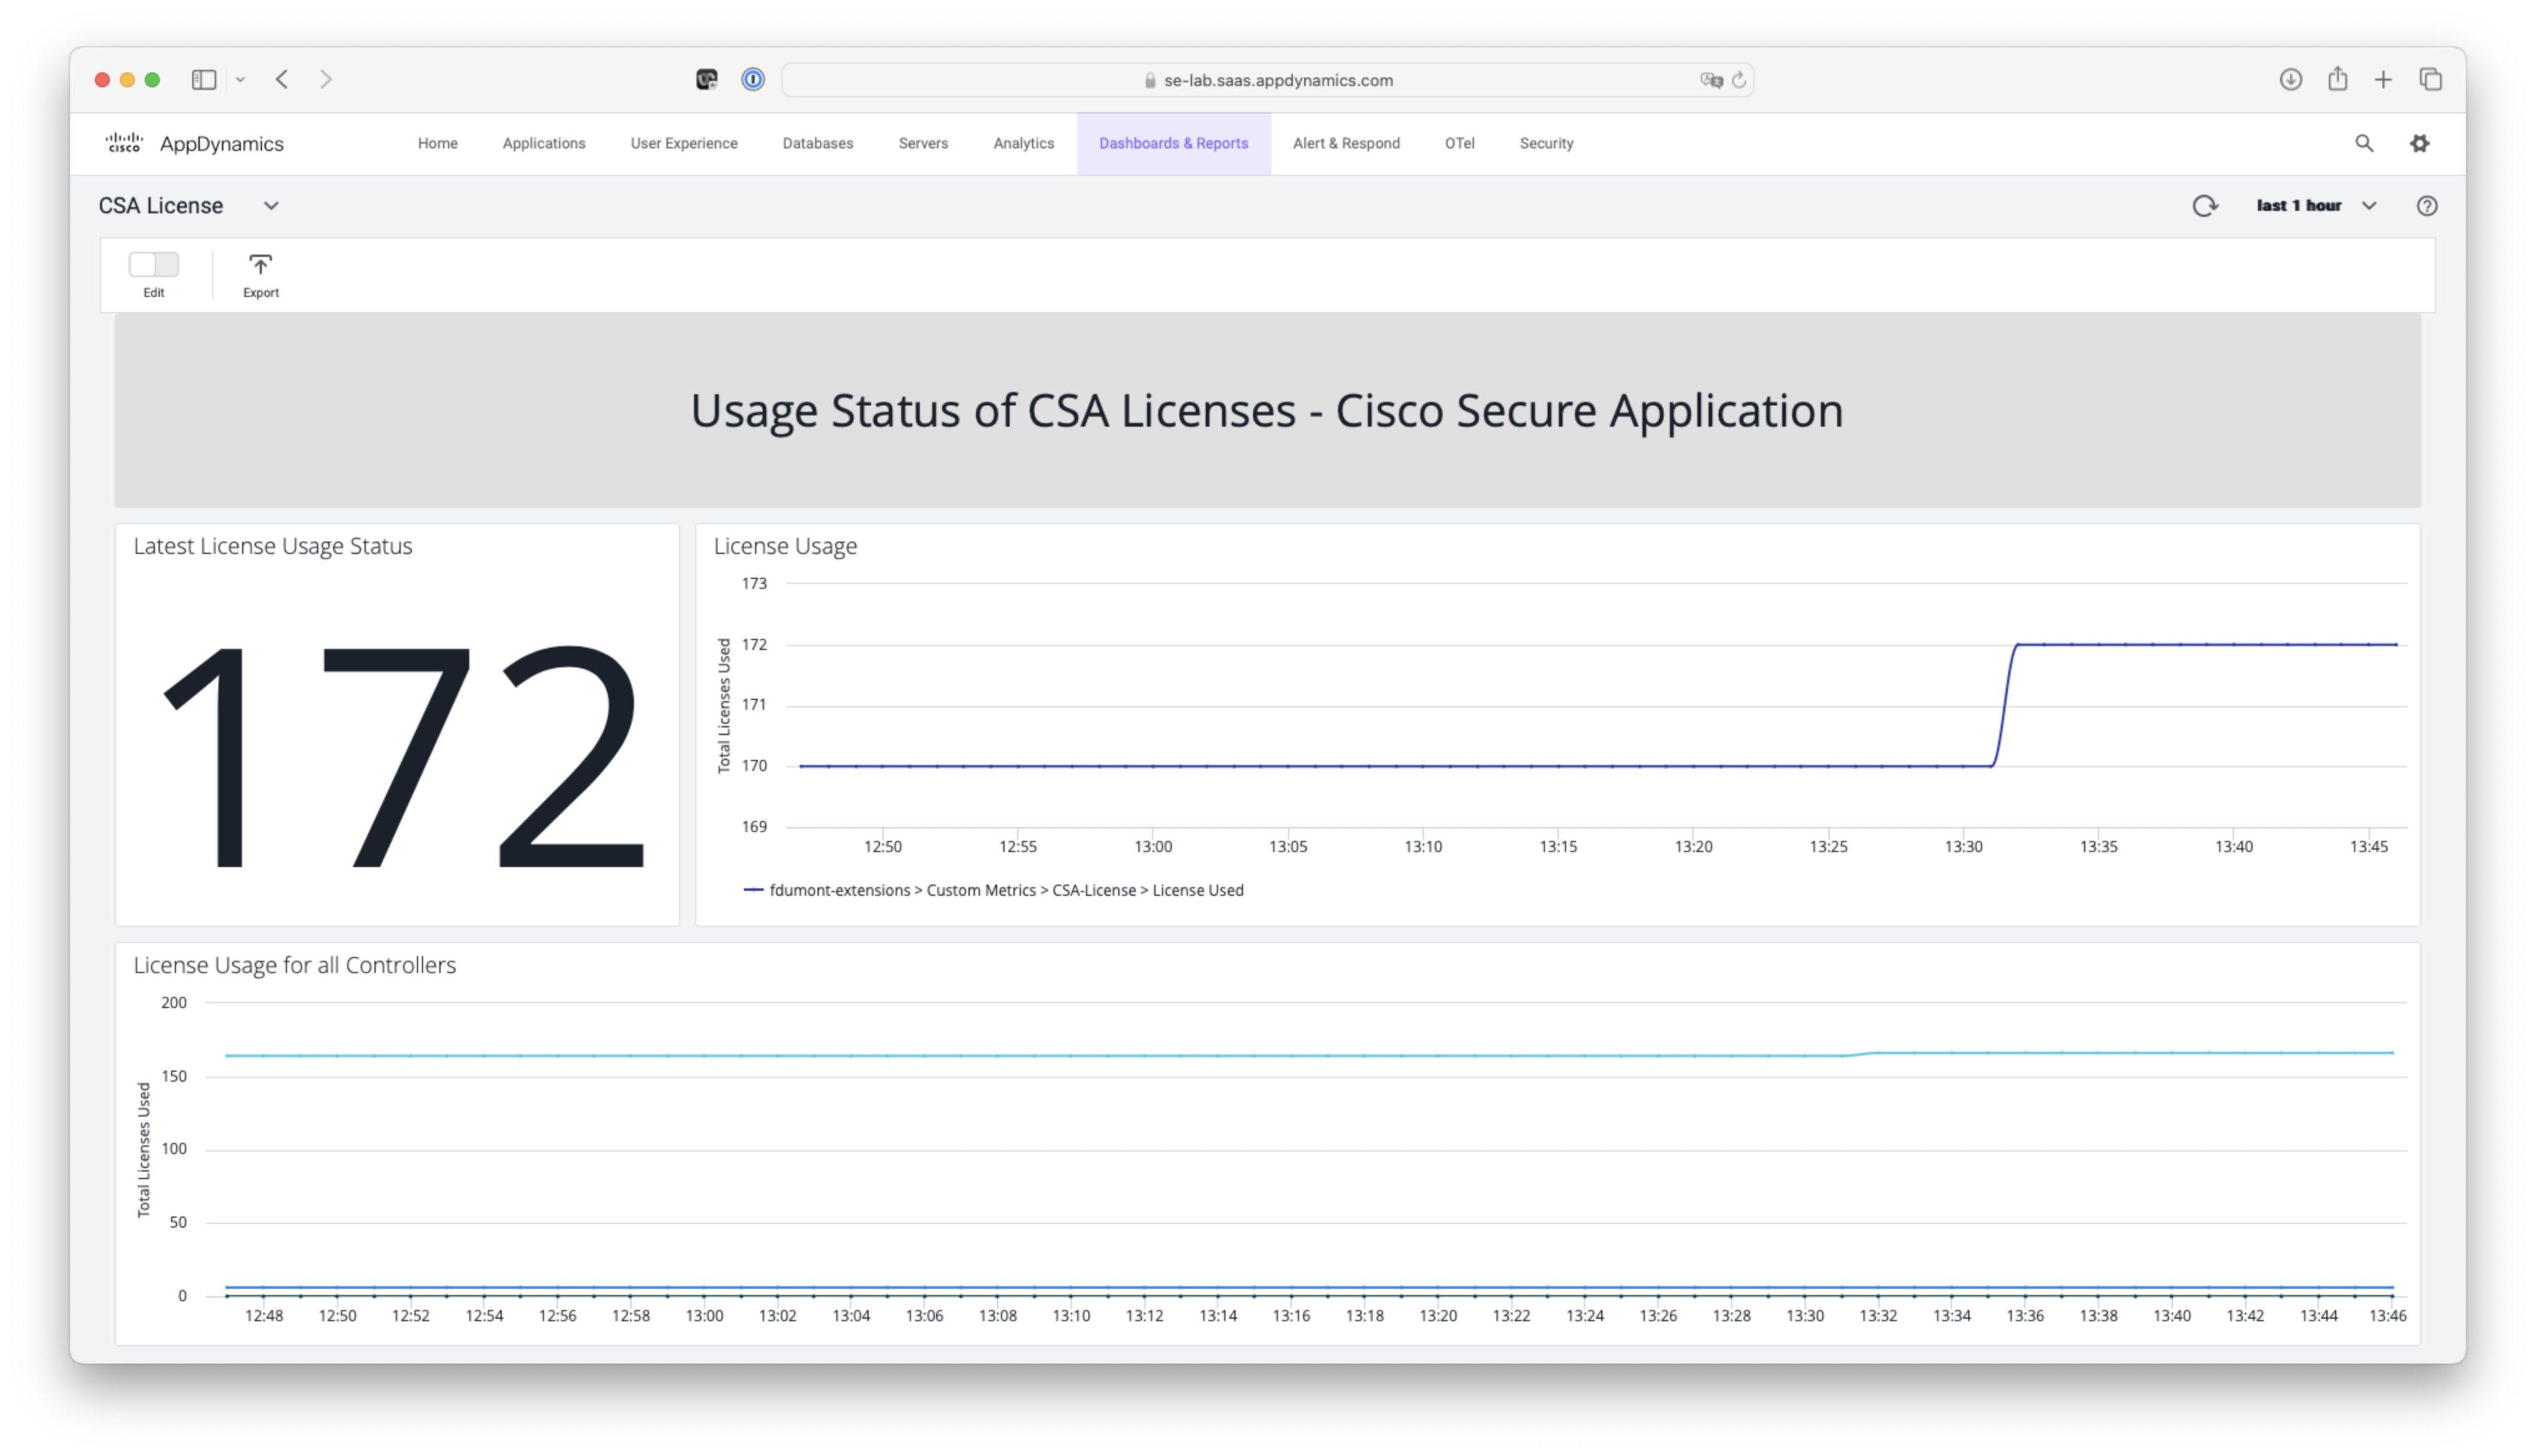 se-lab.saas.appdynamics.com
cisco AppDynamics Home Applications User Experience Databases Servers Analytics Dashboards & Reports Alert & Respond OTel Security
CSA License last 1 hour
Edit Export
Usage Status of CSA Licenses - Cisco Secure Application
Latest License Usage Status
172
License Usage
Total Licenses Used
173
172
171
170
169
12:50 12:55 13:00 13:05 13:10 13:15 13:20 13:25 13:30 13:35 13:40 13:45
fdumont-extensions > Custom Metrics > CSA-License > License Used
License Usage for all Controllers
Total Licenses Used
200
150
100
50
0
12:48 12:50 12:52 12:54 12:56 12:58 13:00 13:02 13:04 13:06 13:08 13:10 13:12 13:14 13:16 13:18 13:20 13:22 13:24 13:26 13:28 13:30 13:32 13:34 13:36 13:38 13:40 13:42 13:44 13:46